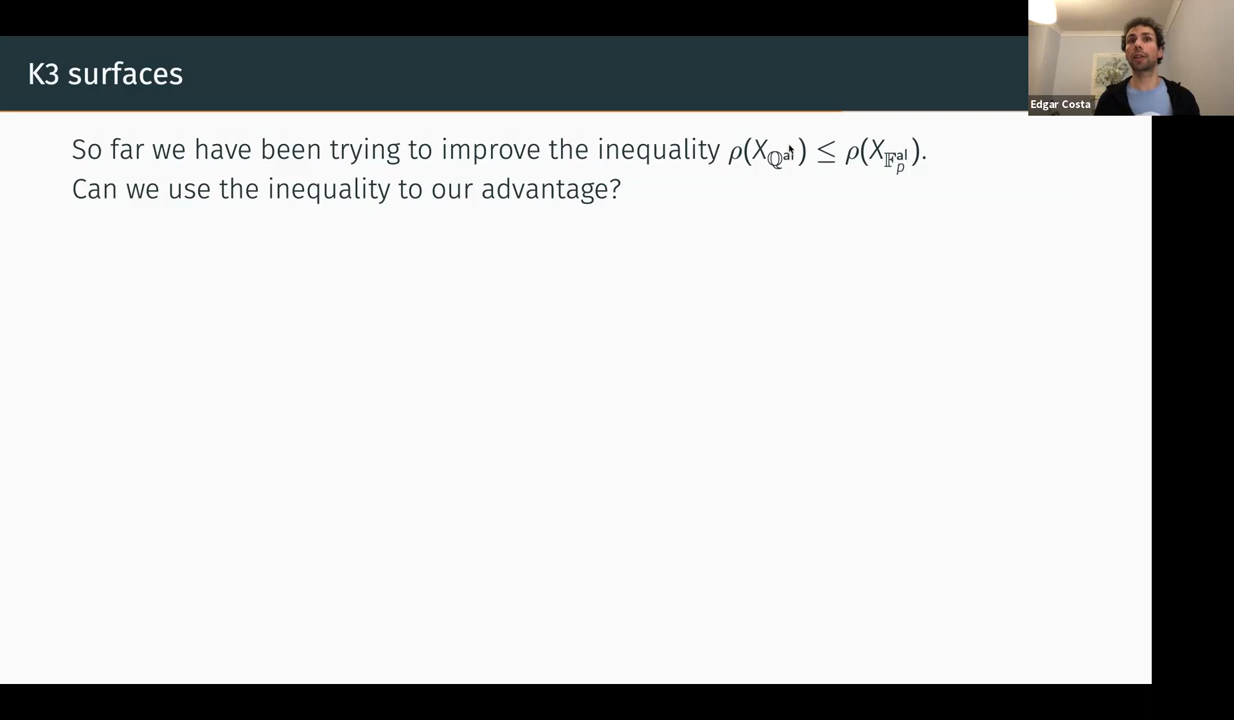 K3 surfaces
Edgar Costa
So far we have been trying to improve the inequality ρ(X_{ℚ^{al}}) ≤ ρ(X_{𝔽_p^{al}}).
Can we use the inequality to our advantage?